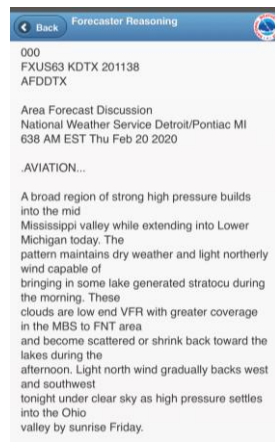 Back
Forecaster Reasoning
000
FXUS63 KDTX 201138
AFDDTX
Area Forecast Discussion
National Weather Service Detroit/Pontiac MI
638 AM EST Thu Feb 20 2020
.AVIATION...
A broad region of strong high pressure builds
into the mid
Mississippi valley while extending into Lower
Michigan today. The
pattern maintains dry weather and light northerly
wind capable of
bringing in some lake generated stratocu during
the morning. These
clouds are low end VFR with greater coverage
in the MBS to FNT area
and become scattered or shrink back toward the
lakes during the
afternoon. Light north wind gradually backs west
and southwest
tonight under clear sky as high pressure settles
into the Ohio
valley by sunrise Friday.